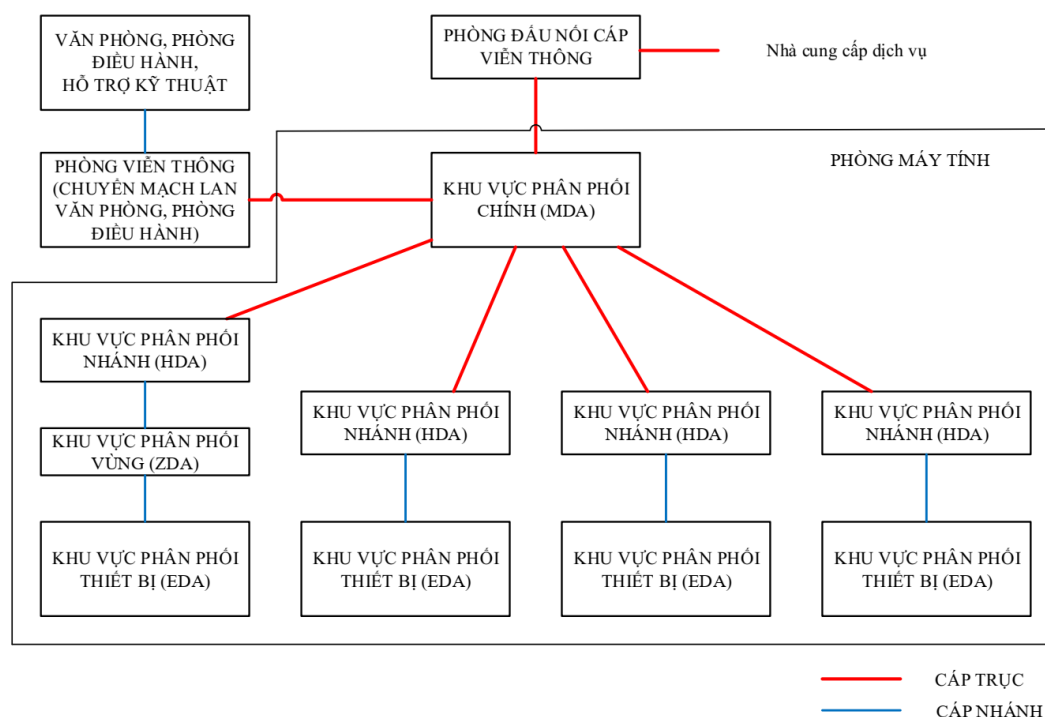 VĂN PHÒNG, PHÒNG
ĐIỀU HÀNH,
HỖ TRỢ KỸ THUẬT
PHÒNG ĐẤU NỐI CÁP
VIỄN THÔNG
Nhà cung cấp dịch vụ
PHÒNG VIỄN THÔNG
(CHUYỂN MẠCH LAN
VĂN PHÒNG, PHÒNG
ĐIỀU HÀNH)
KHU VỰC PHÂN PHỐI
CHÍNH (MDA)
PHÒNG MÁY TÍNH
KHU VỰC PHÂN PHỐI
NHÁNH (HDA)
KHU VỰC PHÂN PHỐI
NHÁNH (HDA)
KHU VỰC PHÂN PHỐI
NHÁNH (HDA)
KHU VỰC PHÂN PHỐI
NHÁNH (HDA)
KHU VỰC PHÂN PHỐI
VÙNG (ZDA)
KHU VỰC PHÂN PHỐI
THIẾT BỊ (EDA)
KHU VỰC PHÂN PHỐI
THIẾT BỊ (EDA)
KHU VỰC PHÂN PHỐI
THIẾT BỊ (EDA)
KHU VỰC PHÂN PHỐI
THIẾT BỊ (EDA)
CÁP TRỤC
CÁP NHÁNH